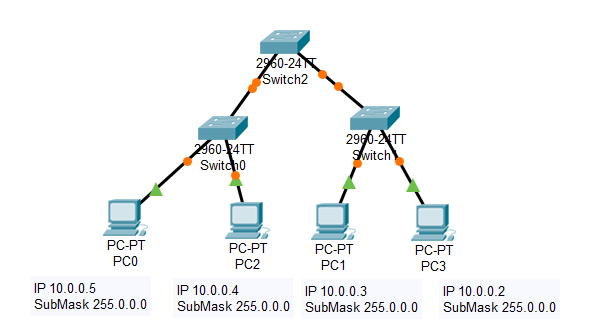 2960-24TT
Switch2
2960-24TT
Switch0
2960-24TT
Switch
PC-PT
PC0
PC-PT
PC2
PC-PT
PC1
PC-PT
PC3
IP 10.0.0.5
SubMask 255.0.0.0
IP 10.0.0.4
SubMask 255.0.0.0
IP 10.0.0.3
SubMask 255.0.0.0
IP 10.0.0.2
SubMask 255.0.0.0